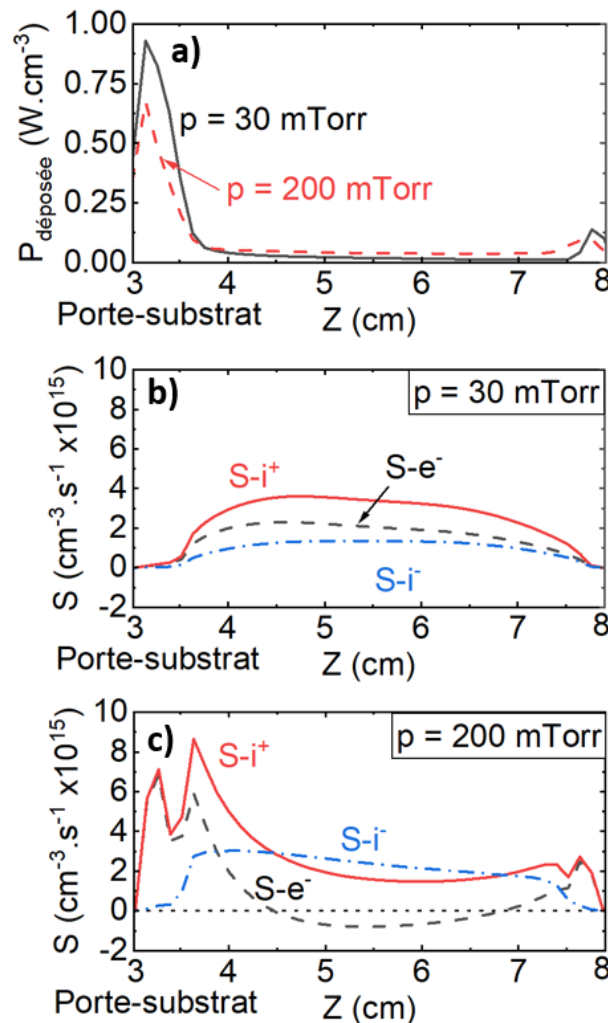 a)
P déposée (W.cm⁻³)
1.00
0.75
0.50
0.25
0.00
p = 30 mTorr
p = 200 mTorr
3 4 5 6 7 8
Porte-substrat Z (cm)
b)
p = 30 mTorr
S (cm⁻³.s⁻¹ x10¹⁵)
10
8
6
4
2
0
-2
S-i⁺
S-e⁻
S-i⁻
3 4 5 6 7 8
Porte-substrat Z (cm)
c)
p = 200 mTorr
S (cm⁻³.s⁻¹ x10¹⁵)
10
8
6
4
2
0
-2
S-i⁺
S-i⁻
S-e⁻
3 4 5 6 7 8
Porte-substrat Z (cm)